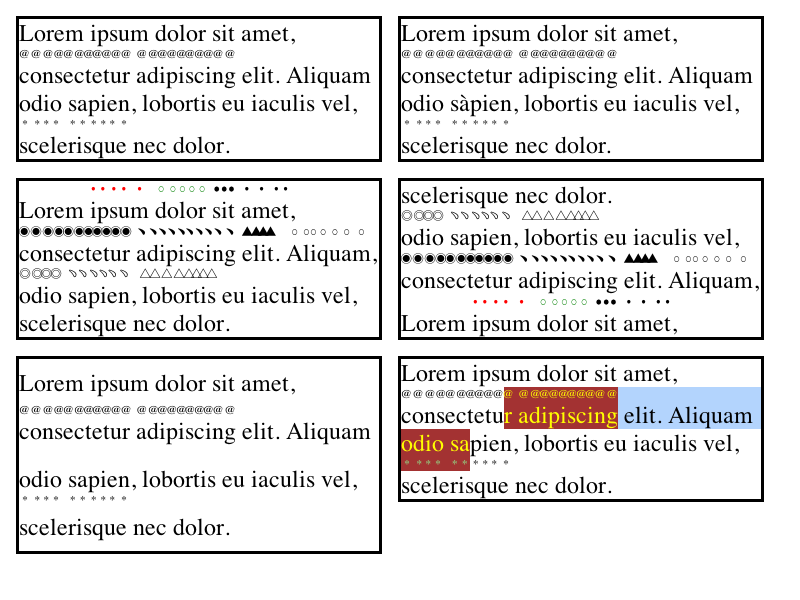 Lorem ipsum dolor sit amet,
consectetur adipiscing elit. Aliquam
odio sapien, lobortis eu iaculis vel,
scelerisque nec dolor.
Lorem ipsum dolor sit amet,
consectetur adipiscing elit. Aliquam
odio sàpien, lobortis eu iaculis vel,
scelerisque nec dolor.
Lorem ipsum dolor sit amet,
consectetur adipiscing elit. Aliquam,
odio sapien, lobortis eu iaculis vel,
scelerisque nec dolor.
scelerisque nec dolor.
odio sapien, lobortis eu iaculis vel,
consectetur adipiscing elit. Aliquam,
Lorem ipsum dolor sit amet,
Lorem ipsum dolor sit amet,
consectetur adipiscing elit. Aliquam
odio sapien, lobortis eu iaculis vel,
scelerisque nec dolor.
Lorem ipsum dolor sit amet,
consectetur adipiscing elit. Aliquam
odio sapien, lobortis eu iaculis vel,
scelerisque nec dolor.